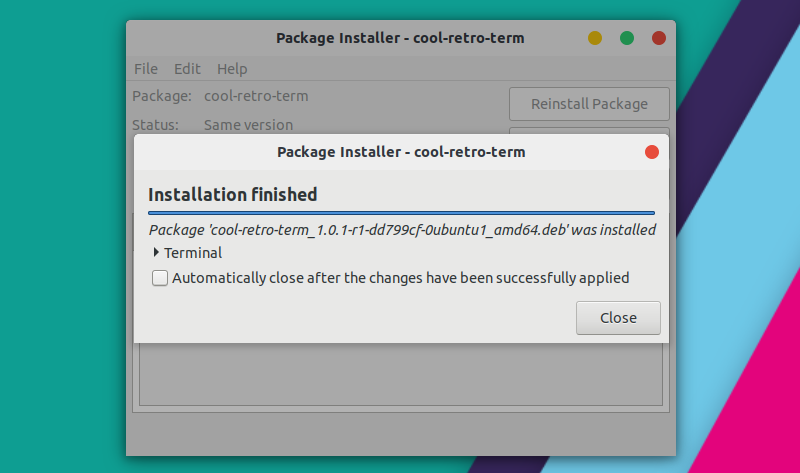 Package Installer - cool-retro-term
File Edit Help
Package: cool-retro-term
Reinstall Package
Status: Same version
Package Installer - cool-retro-term
Installation finished
Package 'cool-retro-term_1.0.1-r1-dd799cf-0ubuntu1_amd64.deb' was installed
Terminal
Automatically close after the changes have been successfully applied
Close